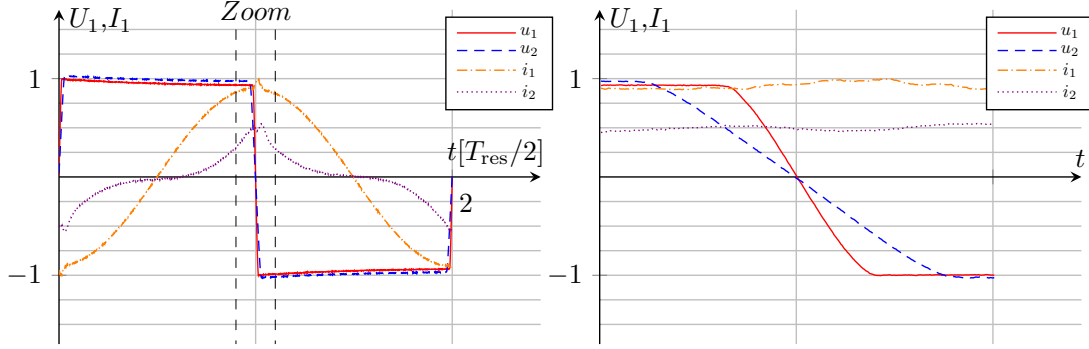 Zoom
U₁,I₁
u₁
u₂
i₁
i₂
1
t[T_res/2]
2
−1
U₁,I₁
u₁
u₂
i₁
i₂
1
t
−1